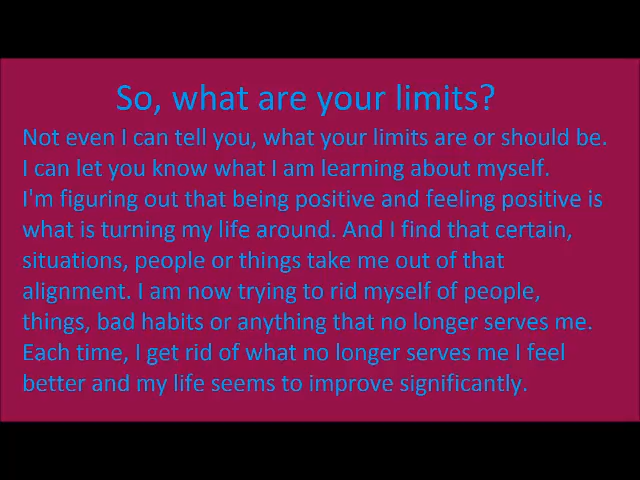 So, what are your limits?
Not even I can tell you, what your limits are or should be.
I can let you know what I am learning about myself.
I'm figuring out that being positive and feeling positive is
what is turning my life around. And I find that certain,
situations, people or things take me out of that
alignment. I am now trying to rid myself of people,
things, bad habits or anything that no longer serves me.
Each time, I get rid of what no longer serves me I feel
better and my life seems to improve significantly.